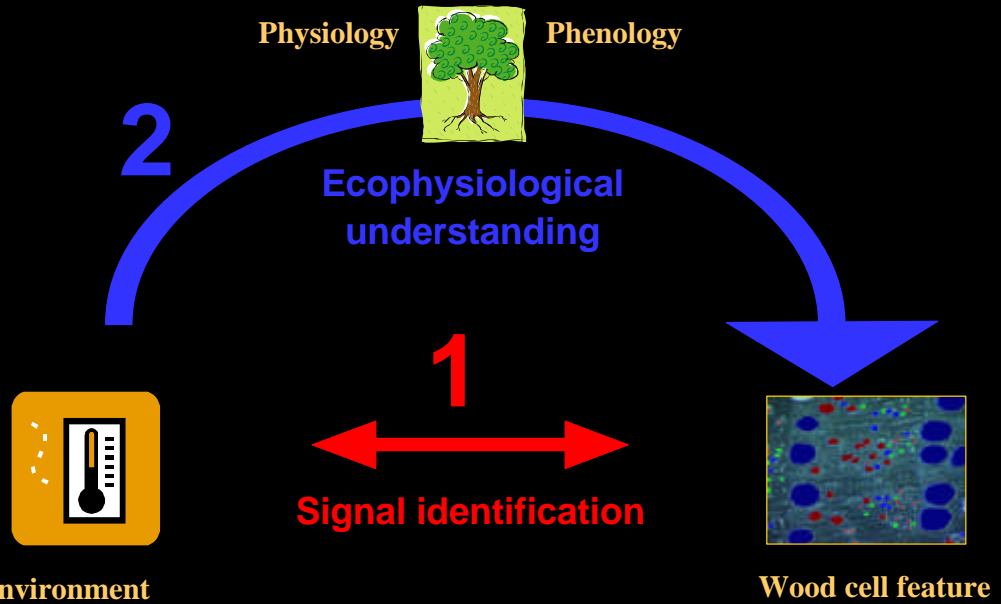 Physiology Phenology
2
Ecophysiological
understanding
1
Signal identification
nvironment
Wood cell feature